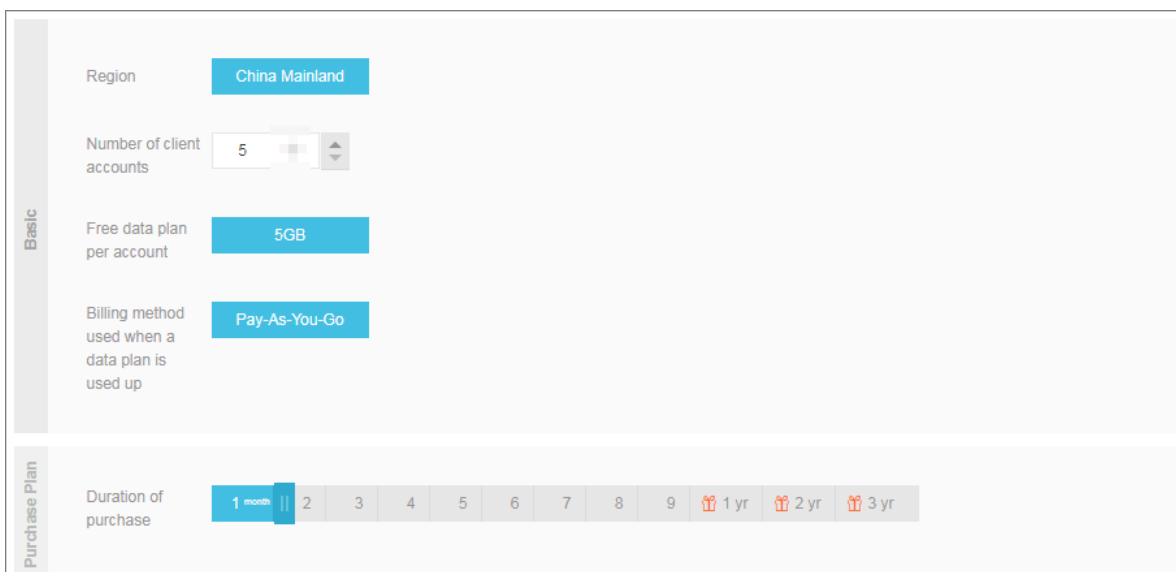 Basic
Region
China Mainland
Number of client
accounts
5
Free data plan
per account
5GB
Billing method
used when a
data plan is
used up
Pay-As-You-Go
Purchase Plan
Duration of
purchase
1 month 2 3 4 5 6 7 8 9 1 yr 2 yr 3 yr